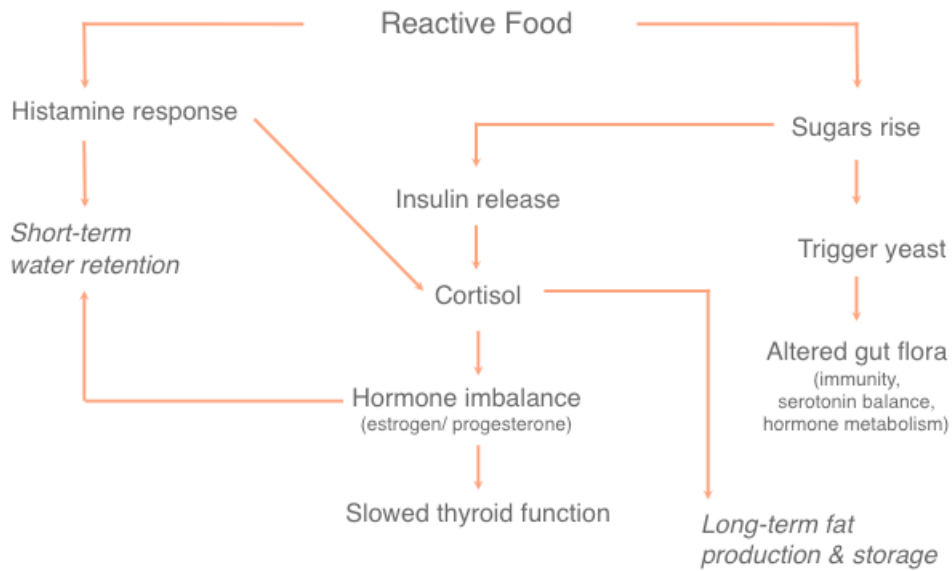 Reactive Food
Histamine response
Sugars rise
Insulin release
Short-term
water retention
Trigger yeast
Cortisol
Altered gut flora
(immunity,
serotonin balance,
hormone metabolism)
Hormone imbalance
(estrogen/ progesterone)
Slowed thyroid function
Long-term fat
production & storage